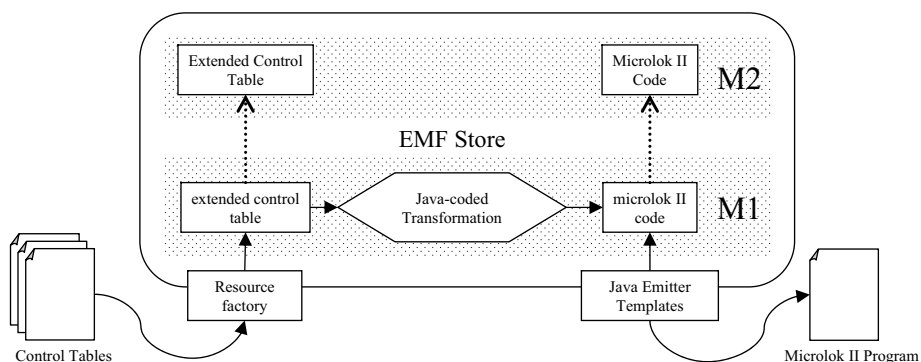 Extended Control
Table
Microlok II
Code
M2
EMF Store
extended control
table
Java-coded
Transformation
microlok II
code
M1
Resource
factory
Java Emitter
Templates
Control Tables
Microlok II Program